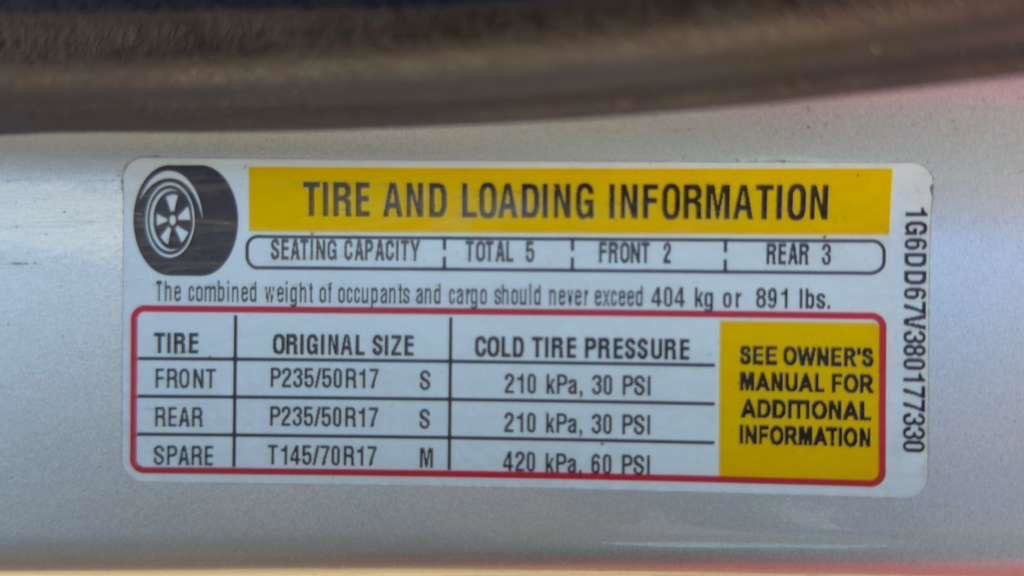 TIRE AND LOADING INFORMATION
SEATING CAPACITY TOTAL 5 FRONT 2 REAR 3
The combined weight of occupants and cargo should never exceed 404 kg or 891 lbs.
TIRE ORIGINAL SIZE COLD TIRE PRESSURE
FRONT P235/50R17 S 210 kPa, 30 PSI
REAR P235/50R17 S 210 kPa, 30 PSI
SPARE T145/70R17 M 420 kPa, 60 PSI
SEE OWNER'S
MANUAL FOR
ADDITIONAL
INFORMATION
1G6DD67V380177330